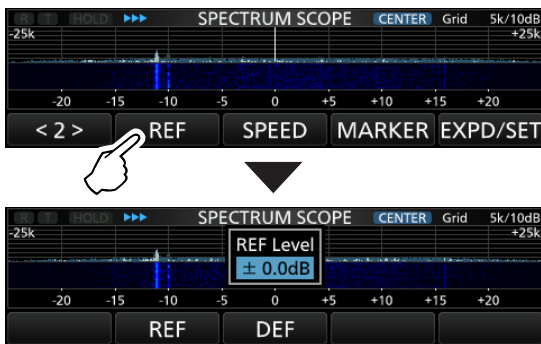 R T HOLD SPECTRUM SCOPE CENTER Grid 5k/10dB
-25k +25k
-20 -15 -10 -5 0 +5 +10 +15 +20
< 2 > REF SPEED MARKER EXPD/SET
R T HOLD SPECTRUM SCOPE CENTER Grid 5k/10dB
-25k +25k
REF Level
± 0.0dB
-20 -15 -10 -5 0 +5 +10 +15 +20
REF DEF